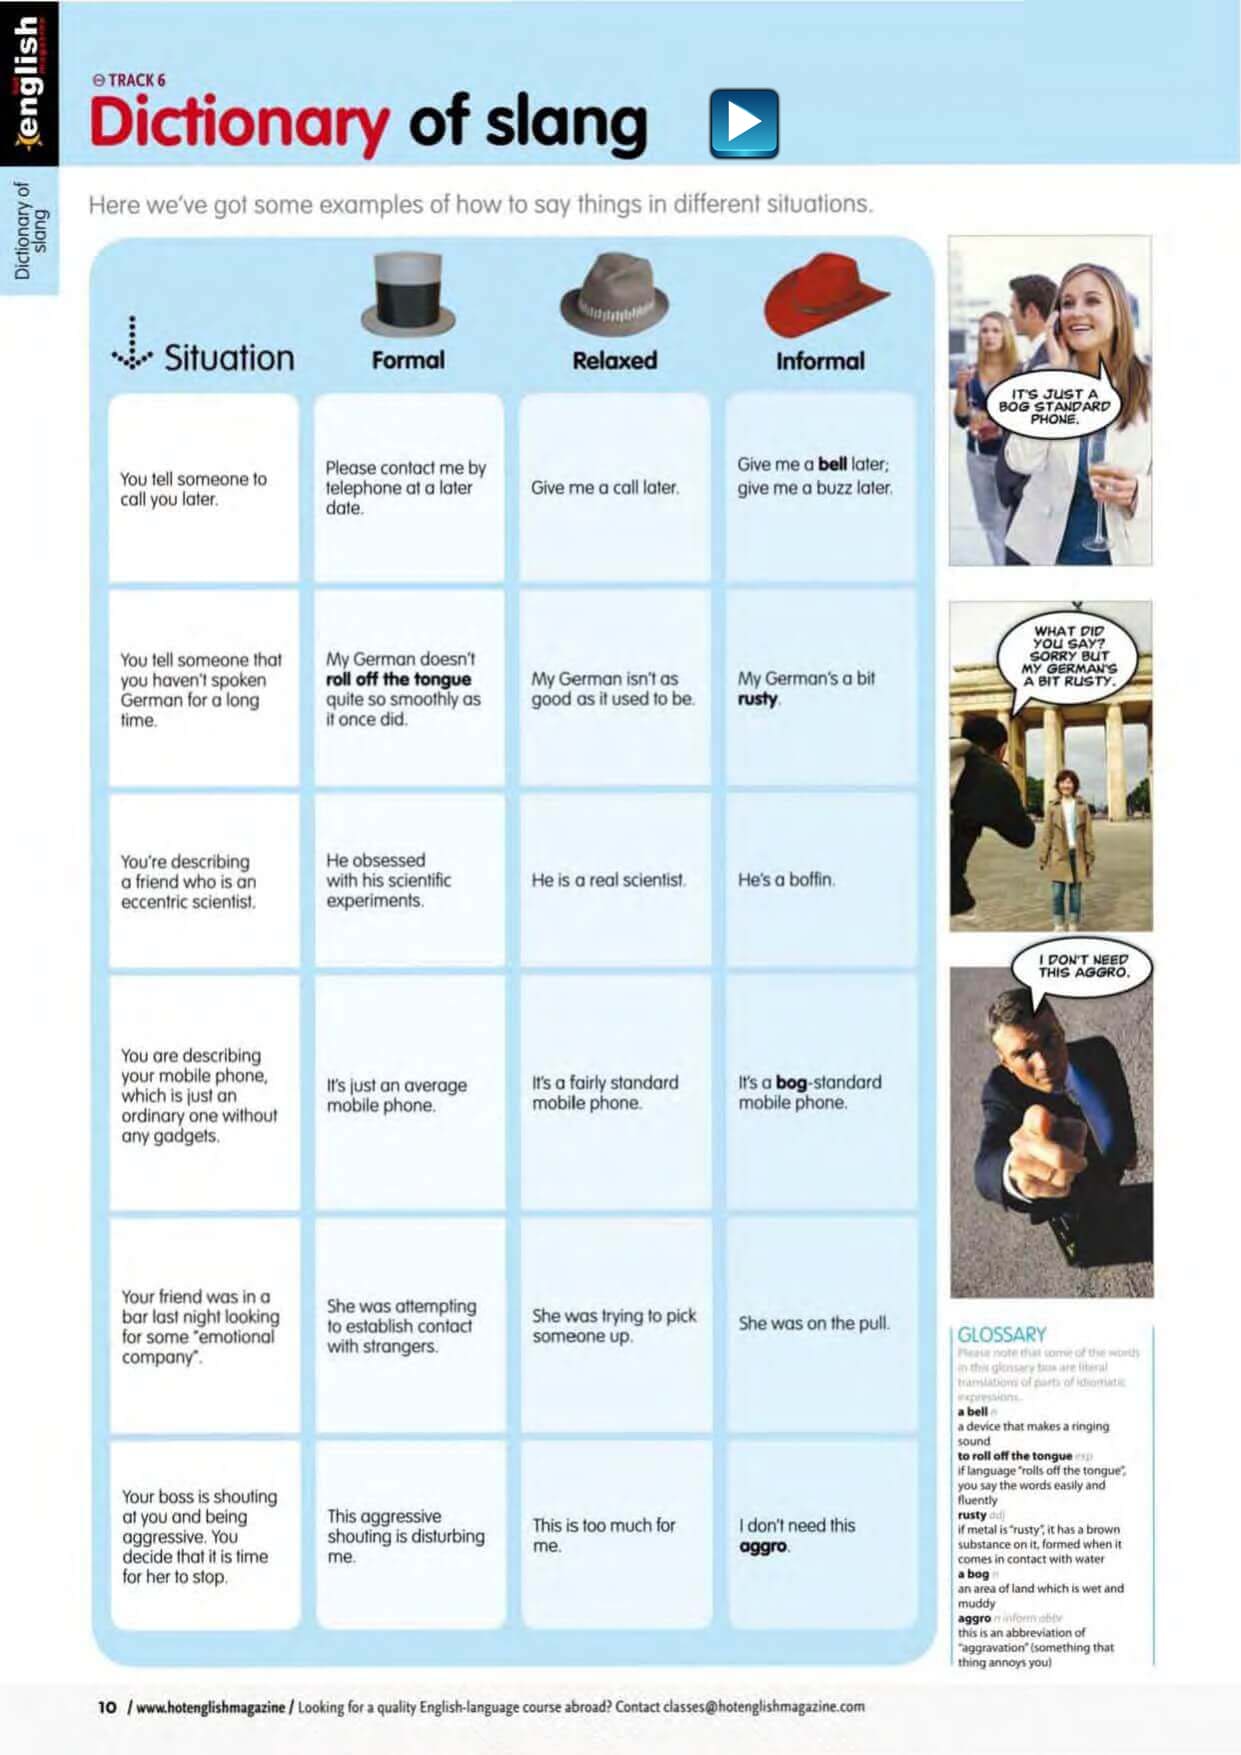 hot
english
magazine
Dictionary of
slang
TRACK 6
Dictionary of slang
Here we've got some examples of how to say things in different situations.
Situation
Formal
Relaxed
Informal
You tell someone to
call you later.
Please contact me by
telephone at a later
date.
Give me a call later.
Give me a bell later;
give me a buzz later.
You tell someone that
you haven't spoken
German for a long
time.
My German doesn't
roll off the tongue
quite so smoothly as
it once did.
My German isn't as
good as it used to be.
My German's a bit
rusty.
You're describing
a friend who is an
eccentric scientist.
He obsessed
with his scientific
experiments.
He is a real scientist.
He's a boffin.
You are describing
your mobile phone,
which is just an
ordinary one without
any gadgets.
It's just an average
mobile phone.
It's a fairly standard
mobile phone.
It's a bog-standard
mobile phone.
Your friend was in a
bar last night looking
for some "emotional
company".
She was attempting
to establish contact
with strangers.
She was trying to pick
someone up.
She was on the pull.
Your boss is shouting
at you and being
aggressive. You
decide that it is time
for her to stop.
This aggressive
shouting is disturbing
me.
This is too much for
me.
I don't need this
aggro.
IT'S JUST A
BOG STANDARD
PHONE.
WHAT DID
YOU SAY?
SORRY BUT
MY GERMAN'S
A BIT RUSTY.
I DON'T NEED
THIS AGGRO.
GLOSSARY
Please note that some of the words
in this glossary box are literal
translations of parts of idiomatic
expressions.
a bell n
a device that makes a ringing
sound
to roll off the tongue exp
if language "rolls off the tongue",
you say the words easily and
fluently
rusty adj
if metal is "rusty", it has a brown
substance on it, formed when it
comes in contact with water
a bog n
an area of land which is wet and
muddy
aggro n inform abbr
this is an abbreviation of
"aggravation" (something that
thing annoys you)
10 / www.hotenglishmagazine / Looking for a quality English-language course abroad? Contact classes@hotenglishmagazine.com